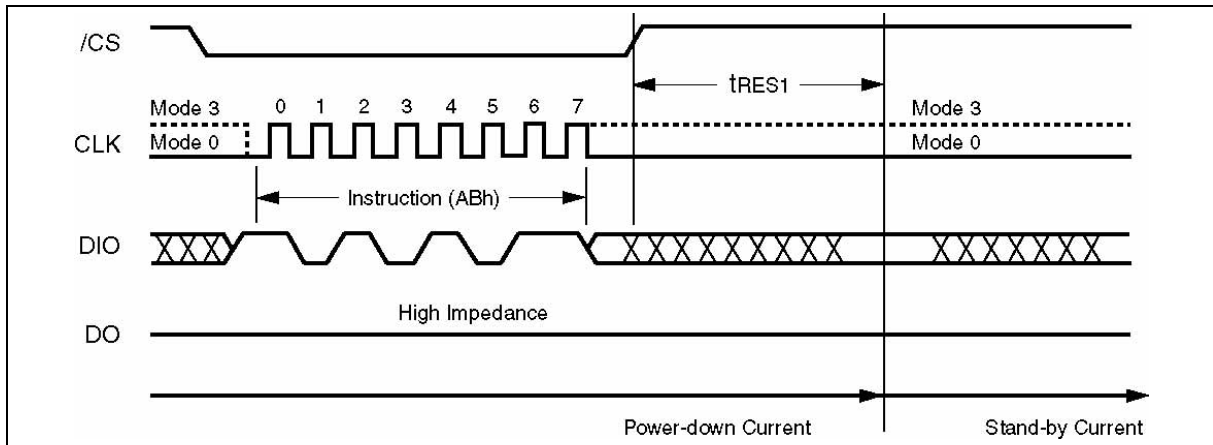 /CS
tRES1
Mode 3 0 1 2 3 4 5 6 7 Mode 3
CLK Mode 0 Mode 0
Instruction (ABh)
DIO
High Impedance
DO
Power-down Current Stand-by Current